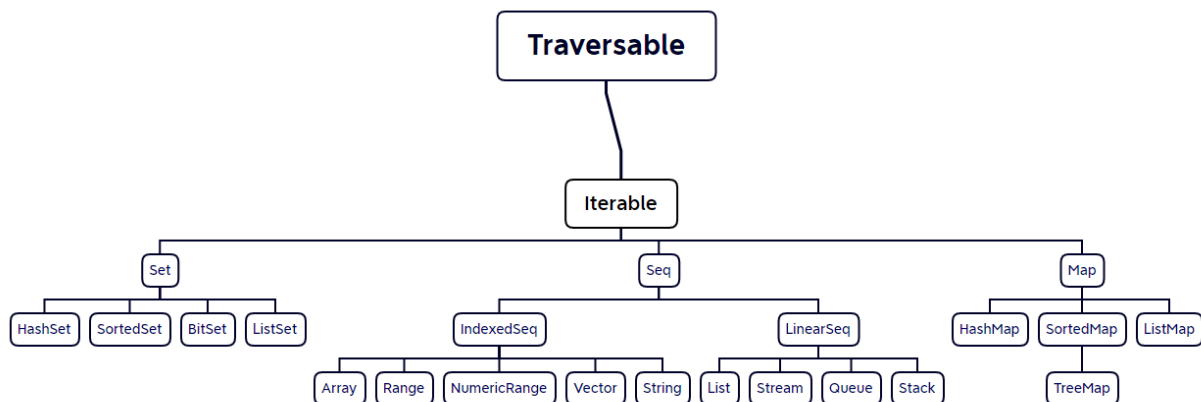 Traversable
Iterable
Set
Seq
Map
HashSet
SortedSet
BitSet
ListSet
IndexedSeq
LinearSeq
HashMap
SortedMap
ListMap
Array
Range
NumericRange
Vector
String
List
Stream
Queue
Stack
TreeMap